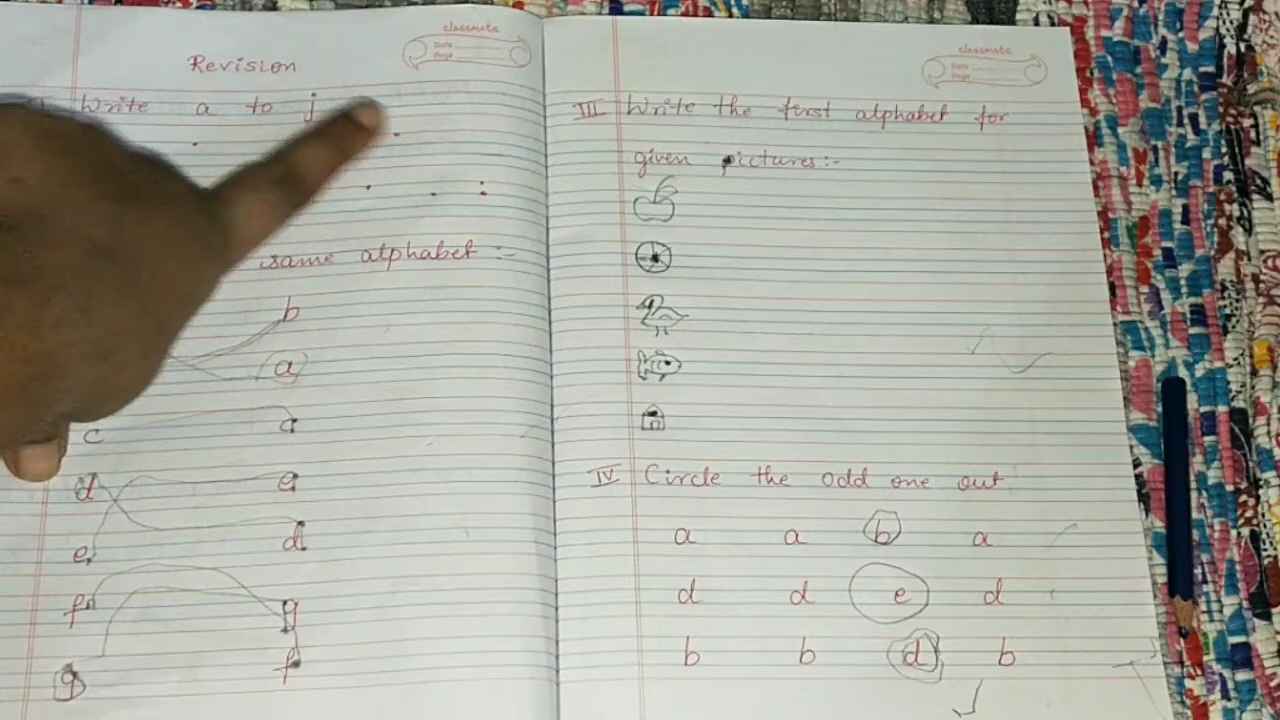 classmate
Date
Page
Revision
Write a to j
same alphabet :-
b
a
c
d
e
e
d
f
g
g
f
classmate
Date
Page
III Write the first alphabet for
given pictures:-
IV Circle the odd one out
a a b a
d d e d
b b d b